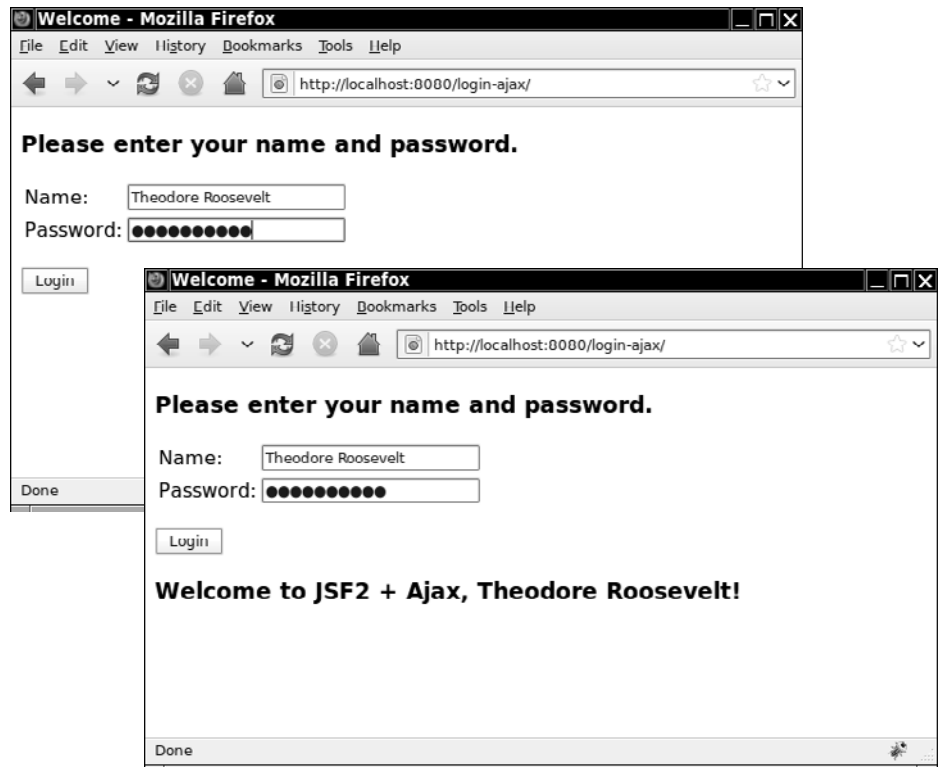 Welcome - Mozilla Firefox
File Edit View History Bookmarks Tools Help
http://localhost:8080/login-ajax/
Please enter your name and password.
Name: Theodore Roosevelt
Password: ●●●●●●●●●●
Login
Done
Welcome - Mozilla Firefox
File Edit View History Bookmarks Tools Help
http://localhost:8080/login-ajax/
Please enter your name and password.
Name: Theodore Roosevelt
Password: ●●●●●●●●●●
Login
Welcome to JSF2 + Ajax, Theodore Roosevelt!
Done